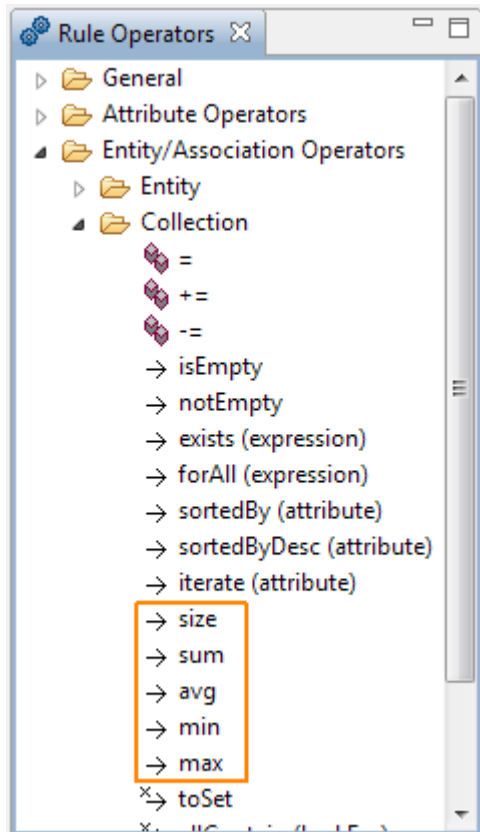 Rule Operators
General
Attribute Operators
Entity/Association Operators
Entity
Collection
=
+=
-=
isEmpty
notEmpty
exists (expression)
forAll (expression)
sortedBy (attribute)
sortedByDesc (attribute)
iterate (attribute)
size
sum
avg
min
max
toSet